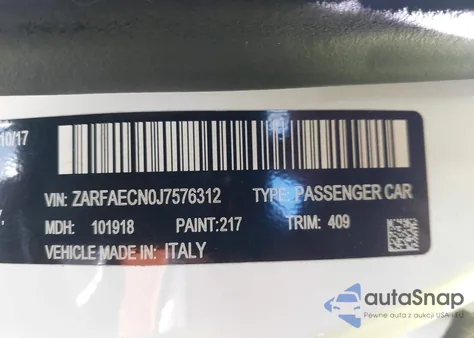 10/17
VIN: ZARFAECN0J7576312 TYPE: PASSENGER CAR
MDH: 101918 PAINT:217 TRIM: 409
VEHICLE MADE IN: ITALY
autoSnap
Pewne auta z aukcji USA i EU